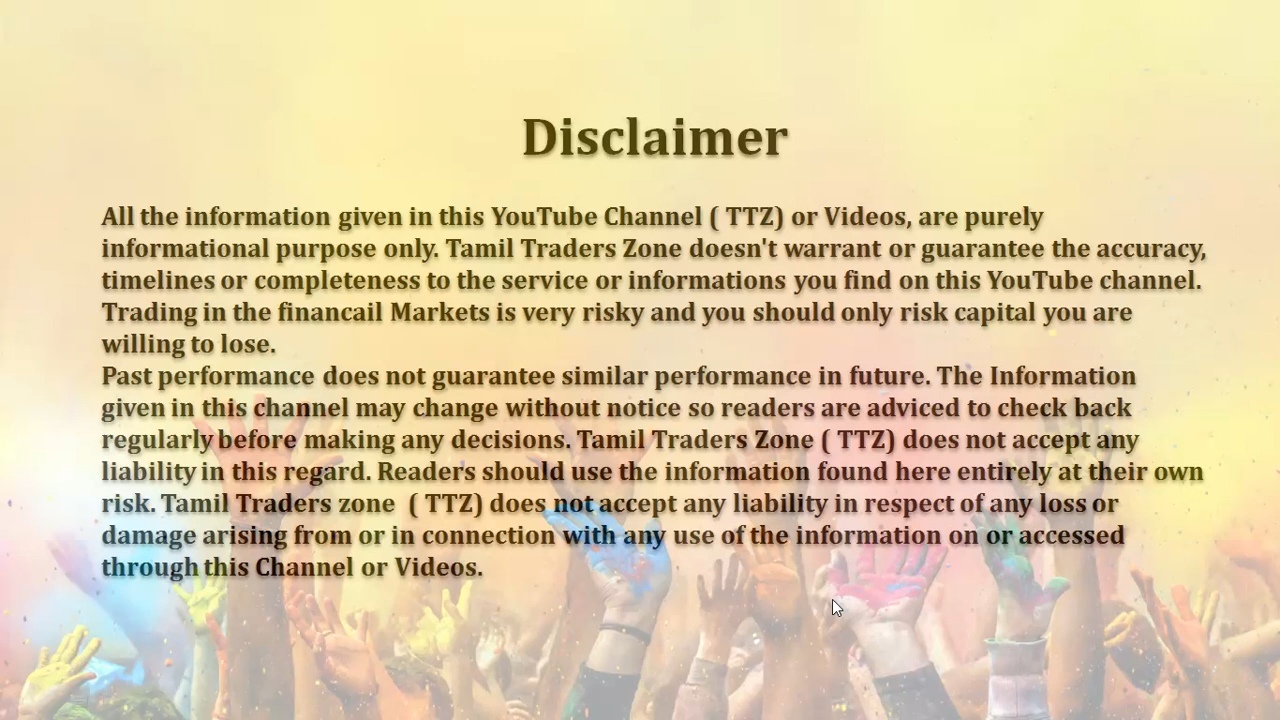 Disclaimer
All the information given in this YouTube Channel ( TTZ) or Videos, are purely
informational purpose only. Tamil Traders Zone doesn't warrant or guarantee the accuracy,
timelines or completeness to the service or informations you find on this YouTube channel.
Trading in the financail Markets is very risky and you should only risk capital you are
willing to lose.
Past performance does not guarantee similar performance in future. The Information
given in this channel may change without notice so readers are adviced to check back
regularly before making any decisions. Tamil Traders Zone ( TTZ) does not accept any
liability in this regard. Readers should use the information found here entirely at their own
risk. Tamil Traders zone  ( TTZ) does not accept any liability in respect of any loss or
damage arising from or in connection with any use of the information on or accessed
through this Channel or Videos.